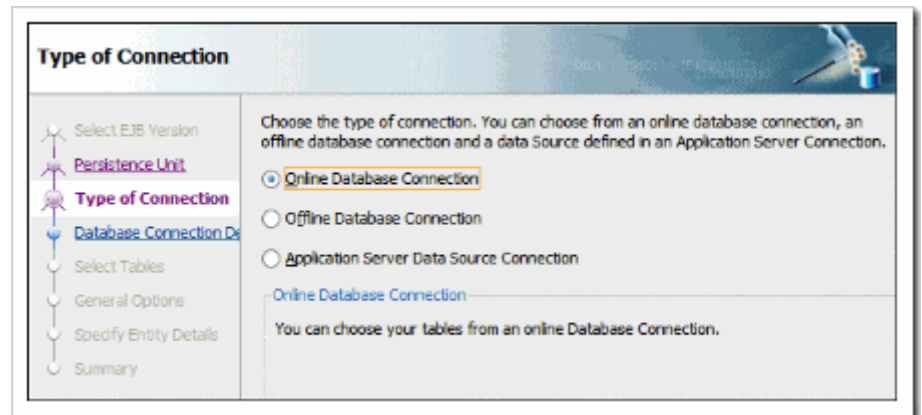 Type of Connection
Select EJB Version
Persistence Unit
Type of Connection
Database Connection De
Select Tables
General Options
Specify Entity Details
Summary
Choose the type of connection. You can choose from an online database connection, an
offline database connection and a data Source defined in an Application Server Connection.
Online Database Connection
Offline Database Connection
Application Server Data Source Connection
Online Database Connection
You can choose your tables from an online Database Connection.